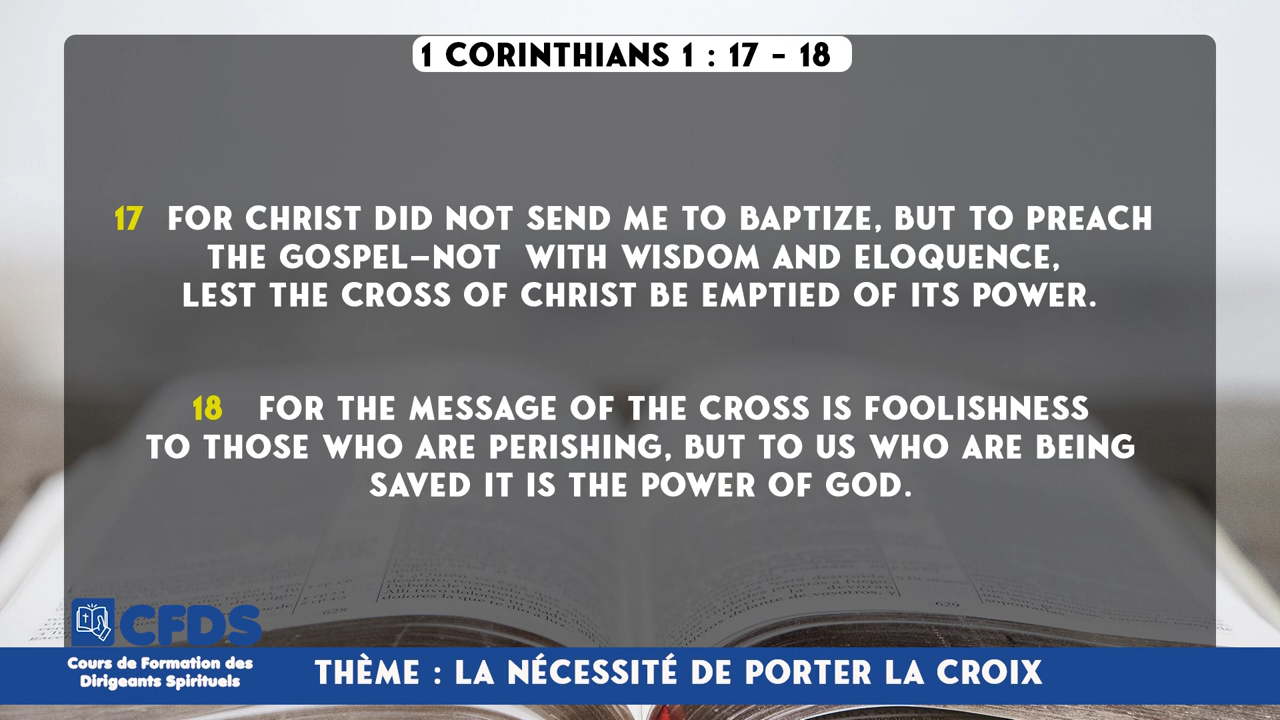 1 CORINTHIANS 1 : 17 - 18
17 FOR CHRIST DID NOT SEND ME TO BAPTIZE, BUT TO PREACH
THE GOSPEL—NOT WITH WISDOM AND ELOQUENCE,
LEST THE CROSS OF CHRIST BE EMPTIED OF ITS POWER.
18 FOR THE MESSAGE OF THE CROSS IS FOOLISHNESS
TO THOSE WHO ARE PERISHING, BUT TO US WHO ARE BEING
SAVED IT IS THE POWER OF GOD.
628
629
CFDS
Cours de Formation des
Dirigeants Spirituels
THÈME : LA NÉCESSITÉ DE PORTER LA CROIX